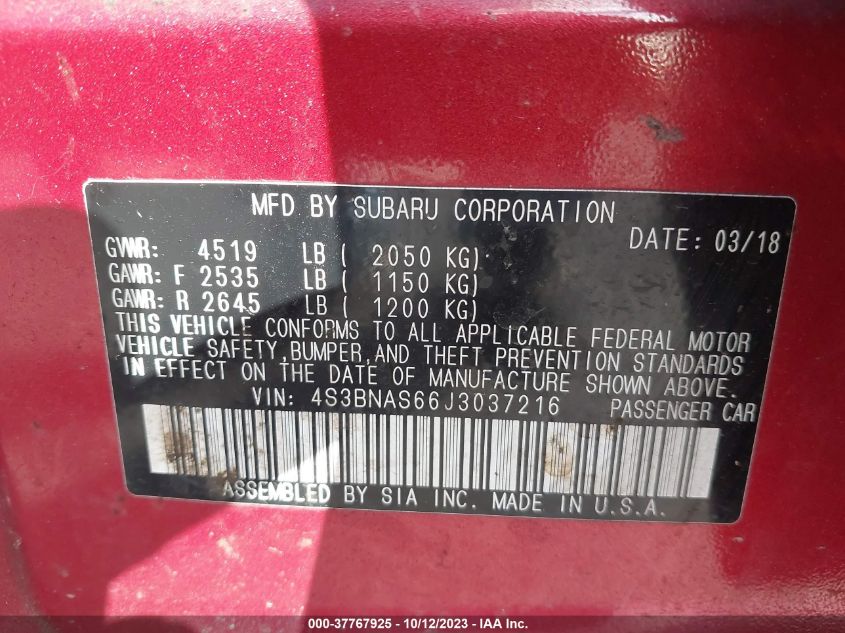 MFD BY SUBARU CORPORATION
DATE: 03/18
GVWR: 4519 LB ( 2050 KG)
GAWR: F 2535 LB ( 1150 KG)
GAWR: R 2645 LB ( 1200 KG)
THIS VEHICLE CONFORMS TO ALL APPLICABLE FEDERAL MOTOR
VEHICLE SAFETY,BUMPER,AND THEFT PREVENTION STANDARDS
IN EFFECT ON THE DATE OF MANUFACTURE SHOWN ABOVE.
VIN: 4S3BNAS66J3037216 PASSENGER CAR
ASSEMBLED BY SIA INC. MADE IN U.S.A.
000-37767925 - 10/12/2023 - IAA Inc.